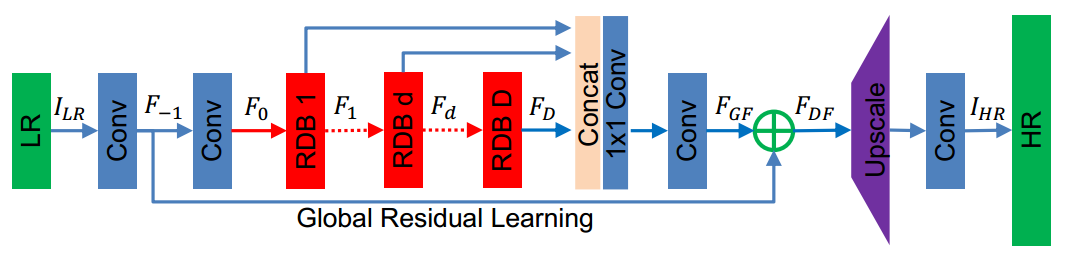 LR
I_{LR}
Conv
F_{-1}
Conv
F_0
RDB 1
F_1
RDB d
F_d
RDB D
F_D
Concat
1x1 Conv
Conv
F_{GF}
F_{DF}
Upscale
Conv
I_{HR}
HR
Global Residual Learning